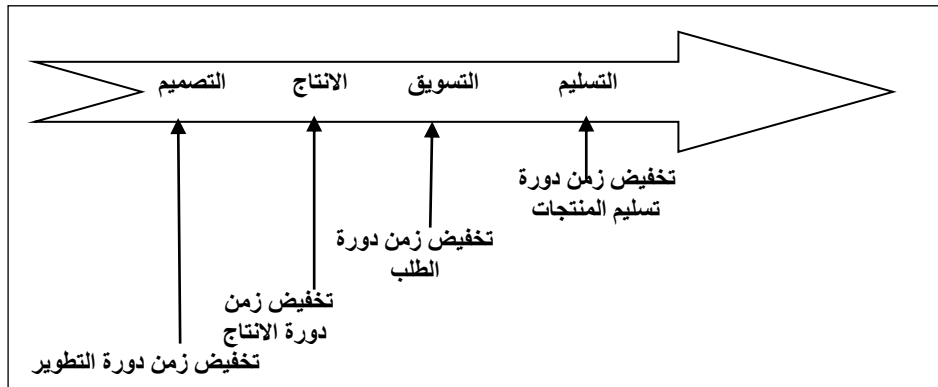 التصميم
الانتاج
التسويق
التسليم
تخفيض زمن دورة
تسليم المنتجات
تخفيض زمن دورة
الطلب
تخفيض زمن
دورة الانتاج
تخفيض زمن دورة التطوير